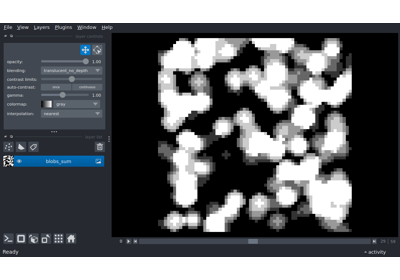 File View Layers Plugins Window Help
opacity: 1.00
blending: translucent_no_depth
contrast limits:
auto-contrast: once continuous
gamma: 1.00
colormap: gray
interpolation: nearest
blobs_sum
Ready
activity